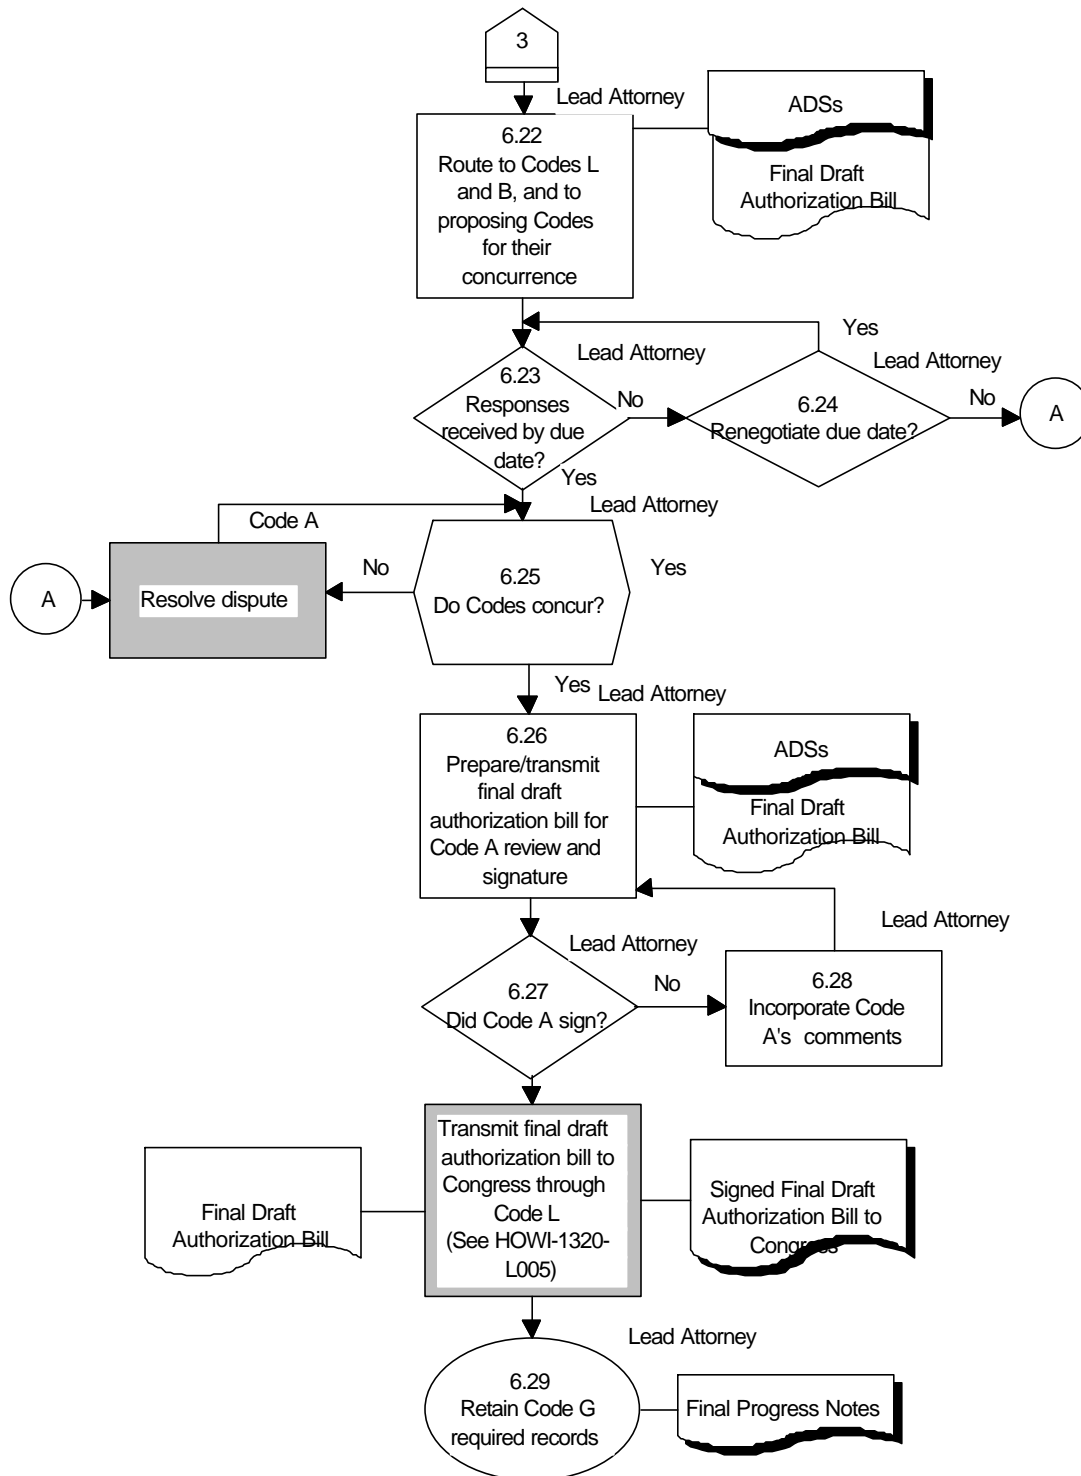 3
Lead Attorney
ADSs
6.22
Route to Codes L
and B, and to
proposing Codes
for their
concurrence
Final Draft
Authorization Bill
Yes
Lead Attorney
Lead Attorney
6.23
Responses
received by due
date?
No
6.24
Renegotiate due date?
No
A
Yes
Lead Attorney
Code A
A
Resolve dispute
No
6.25
Do Codes concur?
Yes
Yes
Lead Attorney
6.26
Prepare/transmit
final draft
authorization bill for
Code A review and
signature
ADSs
Final Draft
Authorization Bill
Lead Attorney
Lead Attorney
6.27
Did Code A sign?
No
6.28
Incorporate Code
A's comments
Transmit final draft
authorization bill to
Congress through
Code L
(See HOWI-1320-
L005)
Final Draft
Authorization Bill
Signed Final Draft
Authorization Bill to
Congress
Lead Attorney
6.29
Retain Code G
required records
Final Progress Notes